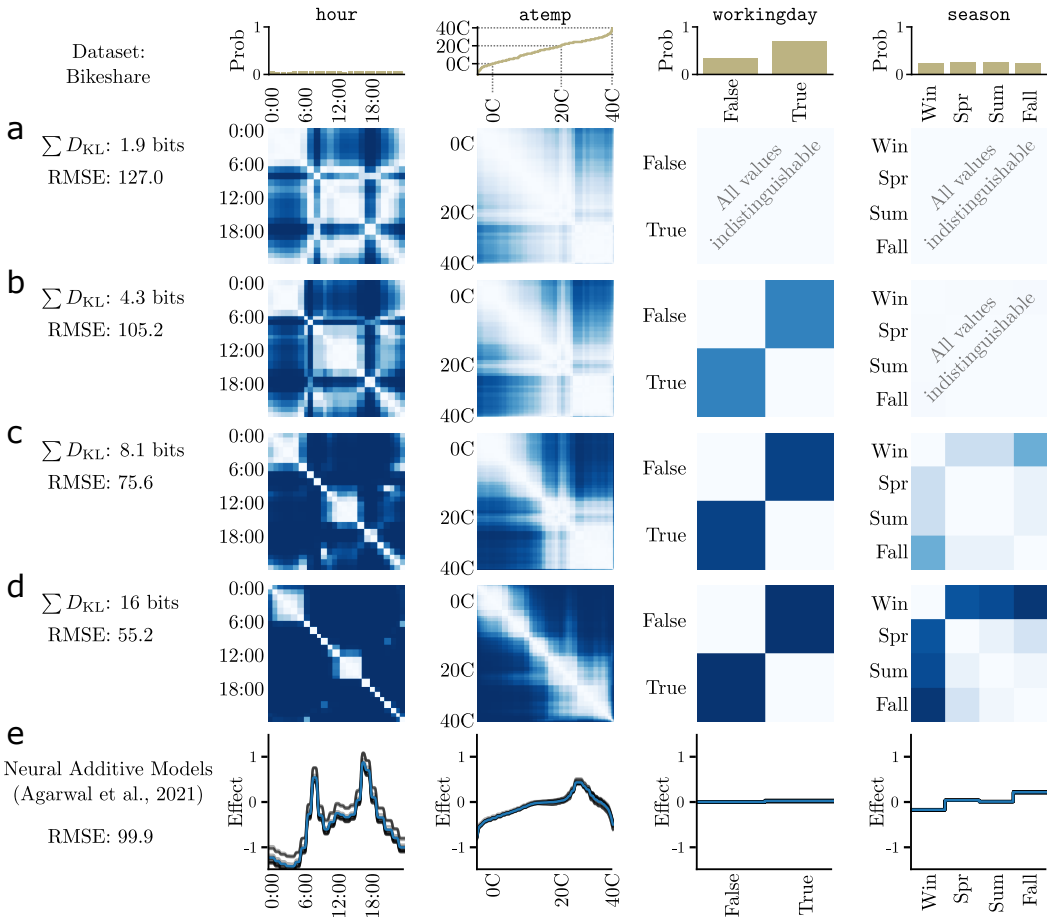 hour
atemp
workingday
season
Dataset:
Bikeshare
Prob
1
0
0:00
6:00
12:00
18:00
40C
20C
0C
0C
20C
40C
Prob
1
0
False
True
Prob
1
0
Win
Spr
Sum
Fall
a
∑ D_KL: 1.9 bits
RMSE: 127.0
0:00
6:00
12:00
18:00
0C
20C
40C
False
True
All values
indistinguishable
Win
Spr
Sum
Fall
All values
indistinguishable
b
∑ D_KL: 4.3 bits
RMSE: 105.2
0:00
6:00
12:00
18:00
0C
20C
40C
False
True
Win
Spr
Sum
Fall
All values
indistinguishable
c
∑ D_KL: 8.1 bits
RMSE: 75.6
0:00
6:00
12:00
18:00
0C
20C
40C
False
True
Win
Spr
Sum
Fall
d
∑ D_KL: 16 bits
RMSE: 55.2
0:00
6:00
12:00
18:00
0C
20C
40C
False
True
Win
Spr
Sum
Fall
e
Neural Additive Models
(Agarwal et al., 2021)
RMSE: 99.9
Effect
1
0
-1
0:00
6:00
12:00
18:00
Effect
1
0
-1
0C
20C
40C
Effect
1
0
-1
False
True
Effect
1
0
-1
Win
Spr
Sum
Fall